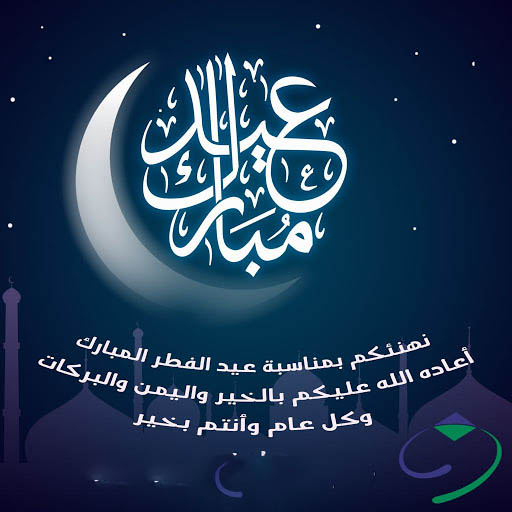 عيد
مبارك
نهنئكم بمناسبة عيد الفطر المبارك
أعاده الله عليكم بالخير واليمن والبركات
وكل عام وأنتم بخير